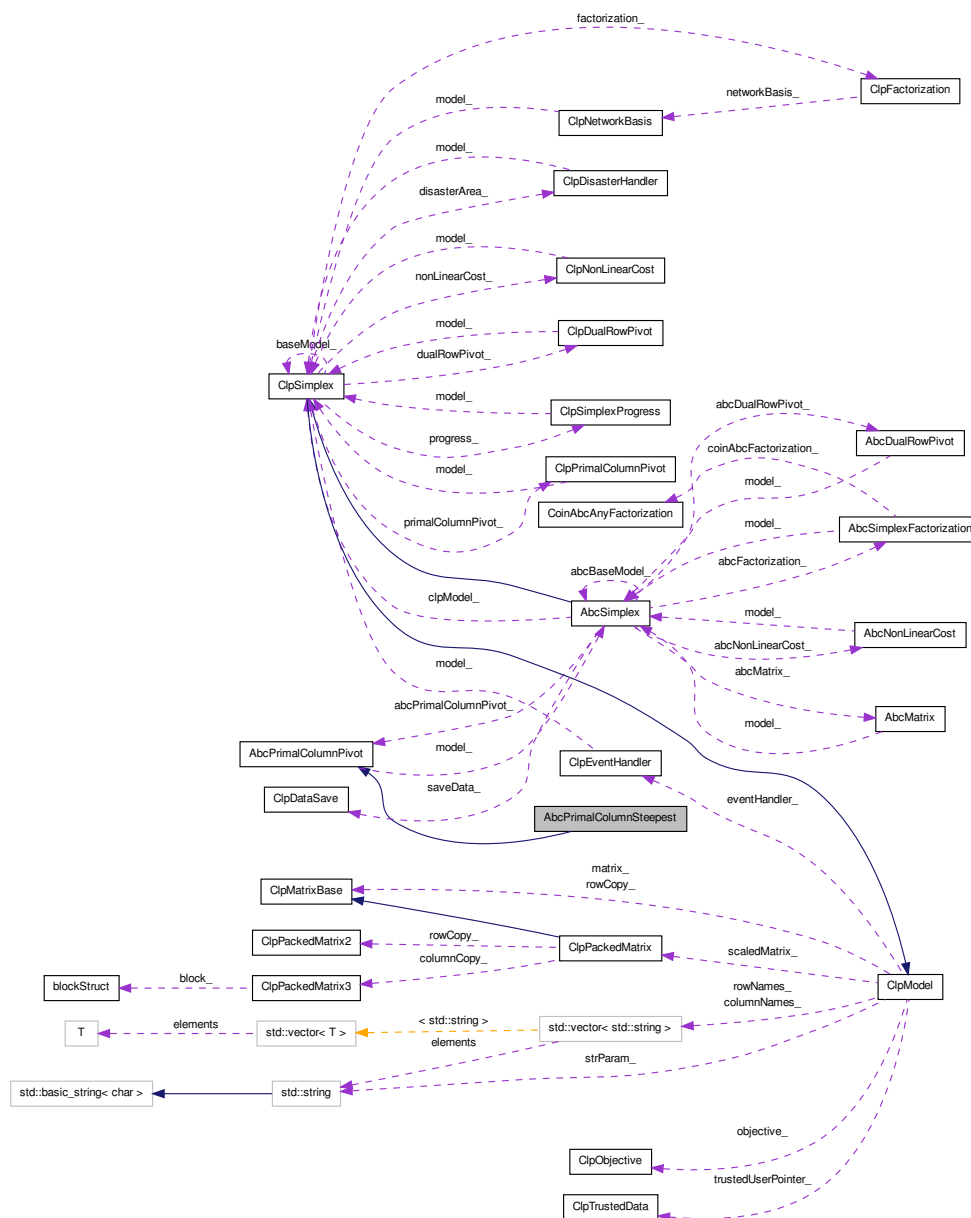 factorization_
ClpFactorization
networkBasis_
model_
ClpNetworkBasis
model_
ClpDisasterHandler
disasterArea_
model_
ClpNonLinearCost
nonLinearCost_
model_
ClpDualRowPivot
baseModel_
dualRowPivot_
ClpSimplex
model_
ClpSimplexProgress
abcDualRowPivot_
progress_
AbcDualRowPivot
coinAbcFactorization_
model_
ClpPrimalColumnPivot
model_
primalColumnPivot_
CoinAbcAnyFactorization
model_
AbcSimplexFactorization
abcBaseModel_
abcFactorization_
clpModel_
AbcSimplex
model_
AbcNonLinearCost
abcNonLinearCost_
model_
abcMatrix_
abcPrimalColumnPivot_
AbcMatrix
model_
AbcPrimalColumnPivot
model_
ClpEventHandler
saveData_
ClpDataSave
eventHandler_
AbcPrimalColumnSteepest
matrix_
rowCopy_
ClpMatrixBase
rowCopy_
ClpPackedMatrix
ClpPackedMatrix2
columnCopy_
scaledMatrix_
blockStruct
block_
ClpPackedMatrix3
ClpModel
rowNames_
columnNames_
T
elements
std::vector< T >
< std::string >
std::vector< std::string >
elements
strParam_
std::basic_string< char >
std::string
objective_
ClpObjective
trustedUserPointer_
ClpTrustedData